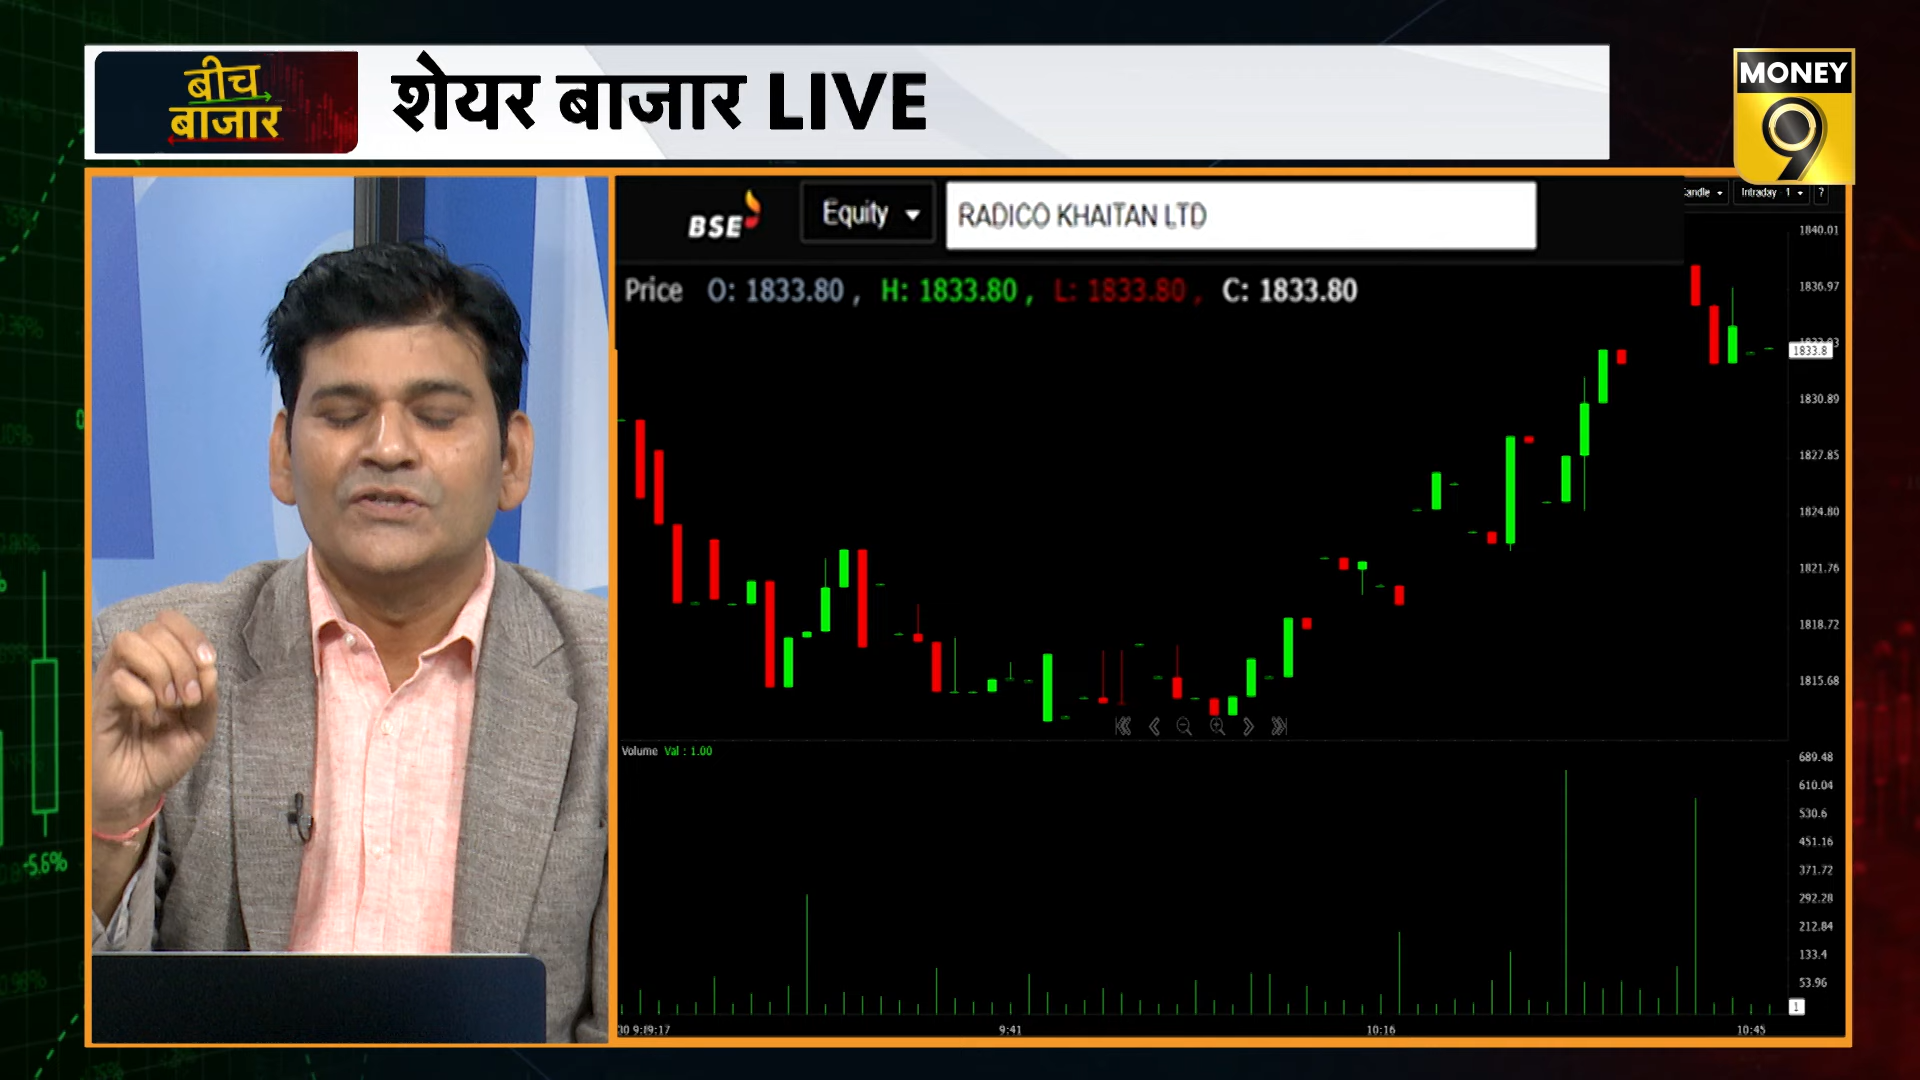 बीच
बाजार
शेयर बाजार LIVE
MONEY
9
BSE
Equity
RADICO KHAITAN LTD
Candle
Intraday - 1
?
Price O: 1833.80 , H: 1833.80 , L: 1833.80 , C: 1833.80
1840.01
1836.97
1833.8
1830.89
1827.85
1824.80
1821.76
1818.72
1815.68
Volume Val : 1.00
689.48
610.04
530.6
451.16
371.72
292.28
212.84
133.4
53.96
1
9:41
10:16
10:45
-5.6%